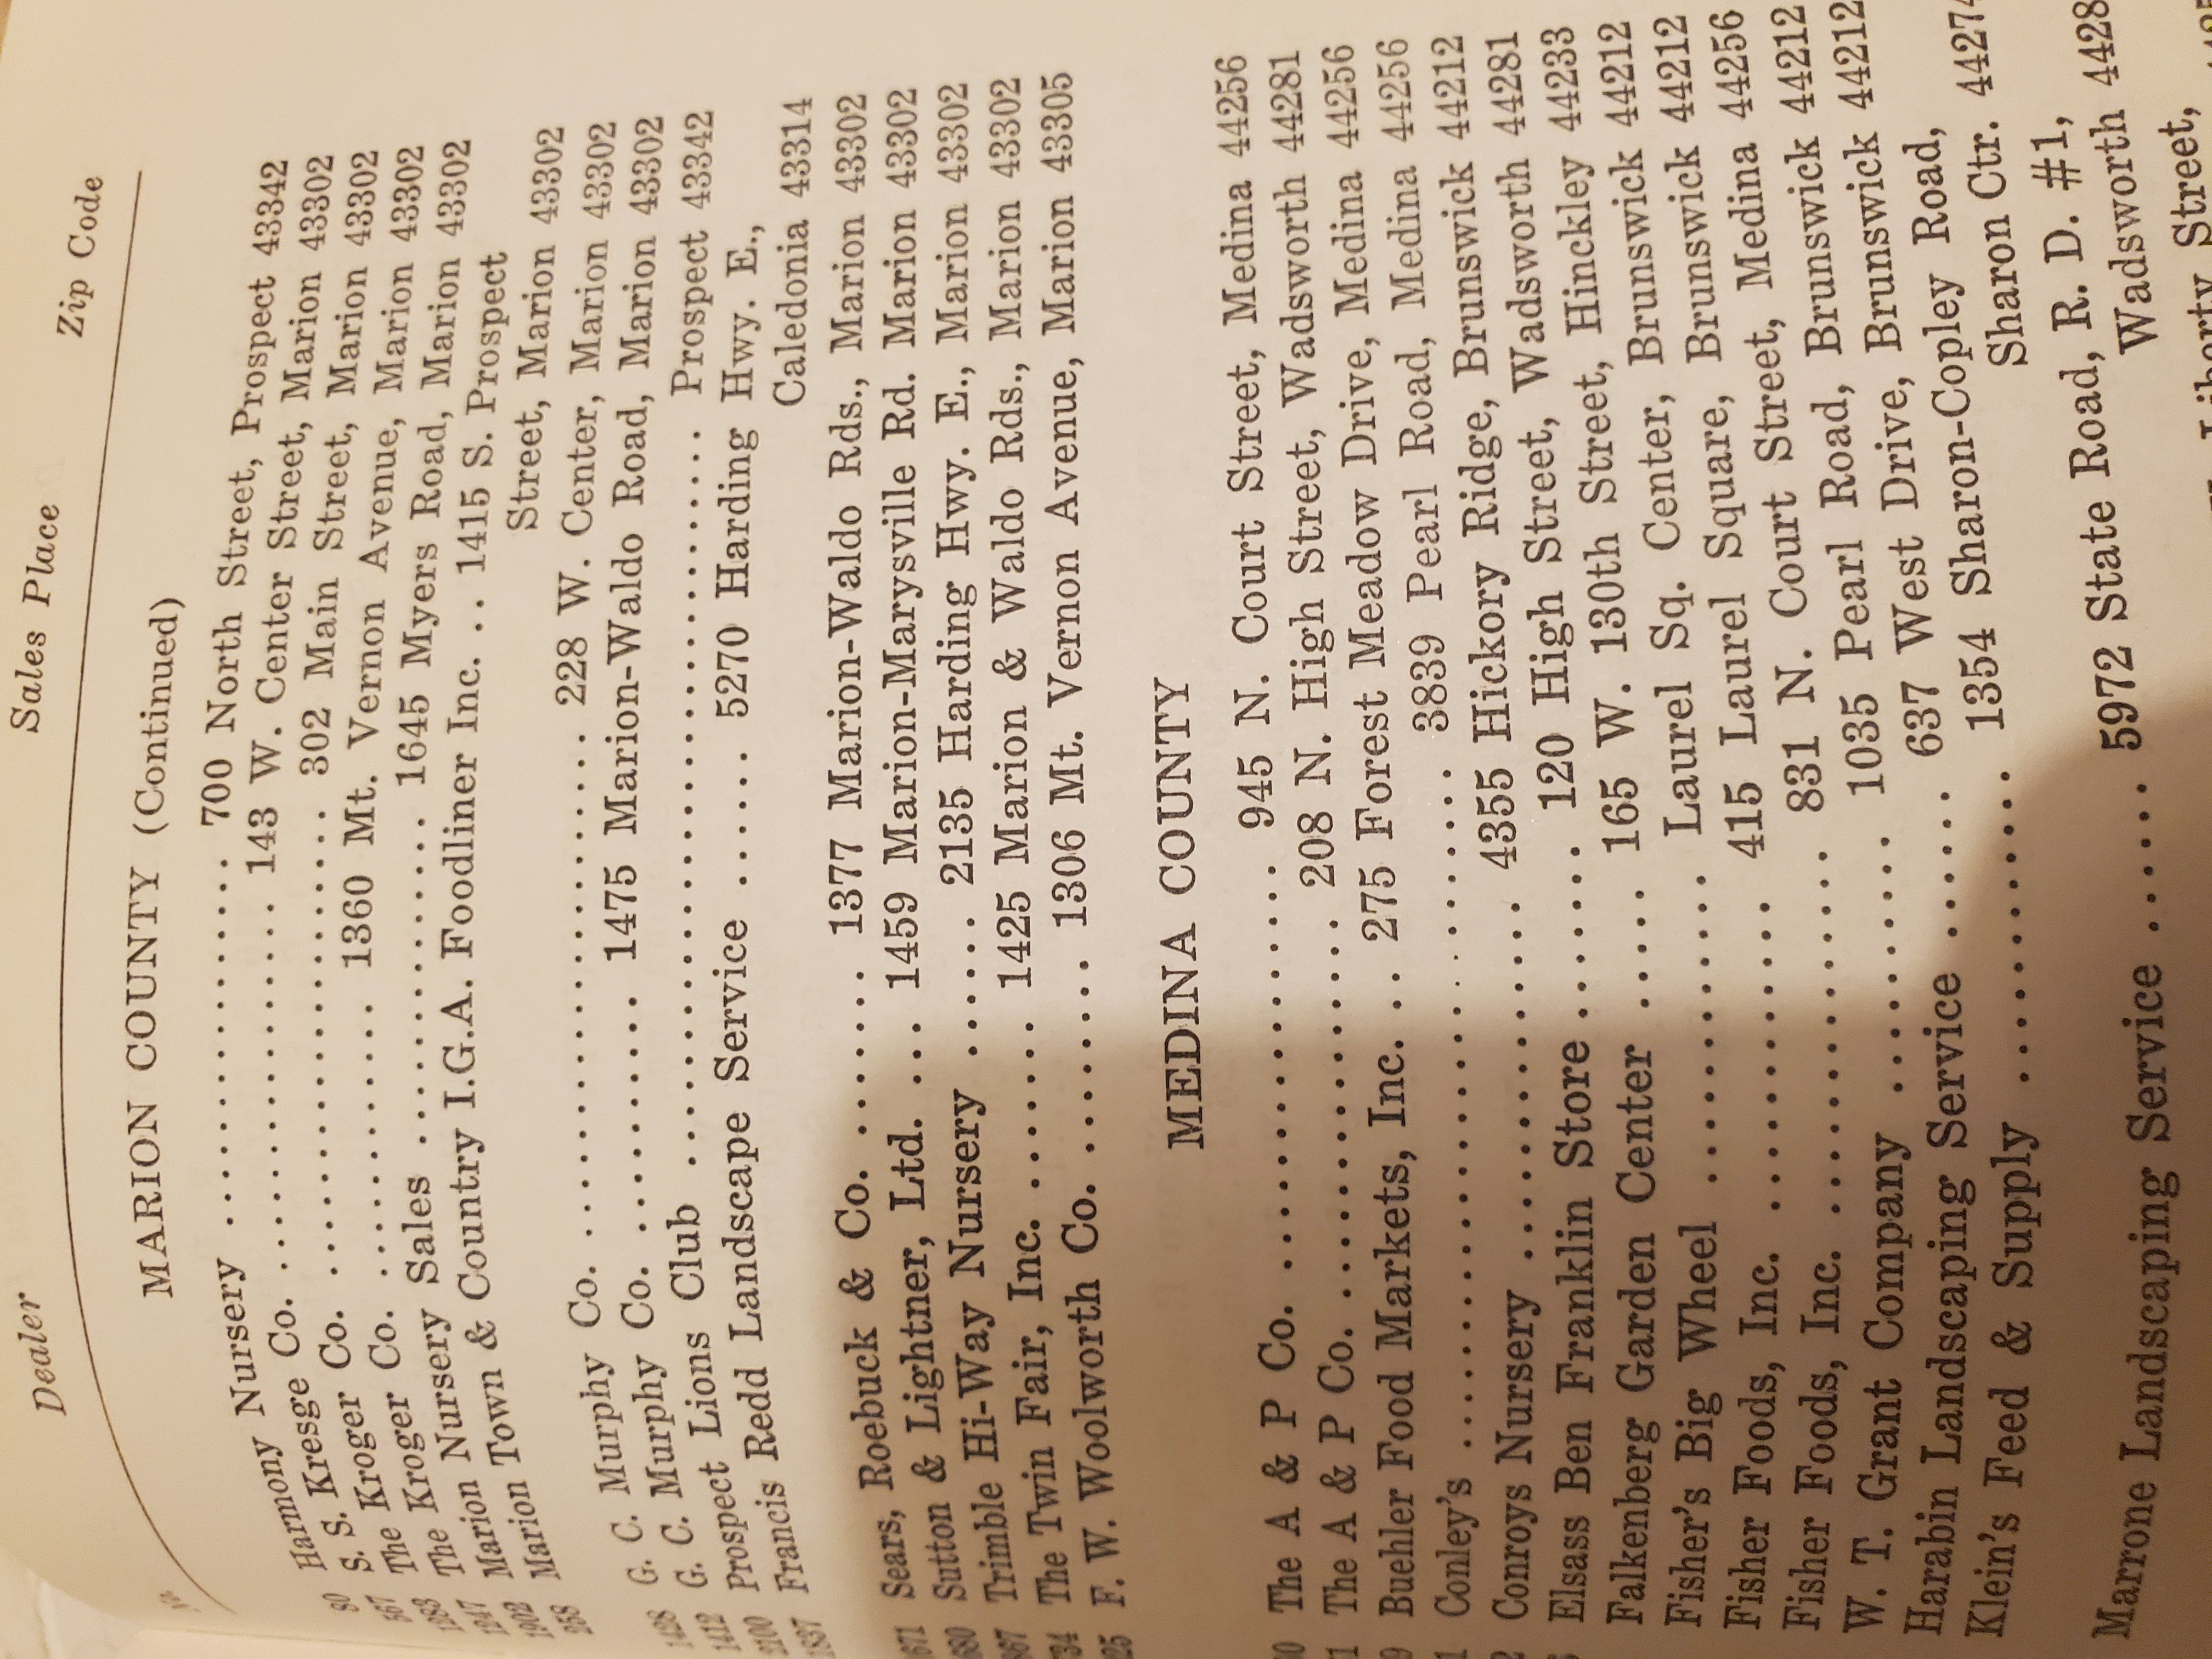 Dealer Sales Place Zip Code
MARION COUNTY (Continued)
Harmony Nursery .................... 700 North Street, Prospect 43342
S. S. Kresge Co. .................. 143 W. Center Street, Marion 43302
The Kroger Co. ...................... 302 Main Street, Marion 43302
The Kroger Co. ............ 1360 Mt. Vernon Avenue, Marion 43302
Marion Nursery Sales ................ 1645 Myers Road, Marion 43302
Marion Town & Country I.G.A. Foodliner Inc. .. 1415 S. Prospect
Street, Marion 43302
G. C. Murphy Co. ..................... 228 W. Center, Marion 43302
G. C. Murphy Co. ........... 1475 Marion-Waldo Road, Marion 43302
Prospect Lions Club ............................... Prospect 43342
Francis Redd Landscape Service ...... 5270 Harding Hwy. E.,
Caledonia 43314
Sears, Roebuck & Co. ....... 1377 Marion-Waldo Rds., Marion 43302
Sutton & Lightner, Ltd. ... 1459 Marion-Marysville Rd. Marion 43302
Trimble Hi-Way Nursery ...... 2135 Harding Hwy. E., Marion 43302
The Twin Fair, Inc. ........ 1425 Marion & Waldo Rds., Marion 43302
F. W. Woolworth Co. .......... 1306 Mt. Vernon Avenue, Marion 43305
MEDINA COUNTY
The A & P Co. .................. 945 N. Court Street, Medina 44256
The A & P Co. ................ 208 N. High Street, Wadsworth 44281
Buehler Food Markets, Inc. ... 275 Forest Meadow Drive, Medina 44256
Conley's ............................ 3839 Pearl Road, Medina 44256
Conroys Nursery ............... 4355 Hickory Ridge, Brunswick 44212
Elsass Ben Franklin Store ........ 120 High Street, Wadsworth 44281
Falkenberg Garden Center ..... 165 W. 130th Street, Hinckley 44233
Fisher's Big Wheel ............. Laurel Sq. Center, Brunswick 44212
Fisher Foods, Inc. ............. 415 Laurel Square, Brunswick 44212
Fisher Foods, Inc. ............... 831 N. Court Street, Medina 44256
W. T. Grant Company ........... 1035 Pearl Road, Brunswick 44212
Harabin Landscaping Service ...... 637 West Drive, Brunswick 44212
Klein's Feed & Supply .............. 1354 Sharon-Copley Road,
Sharon Ctr. 44274
Marrone Landscaping Service ...... 5972 State Road, R. D. #1,
Wadsworth 4428
Liberty Street,